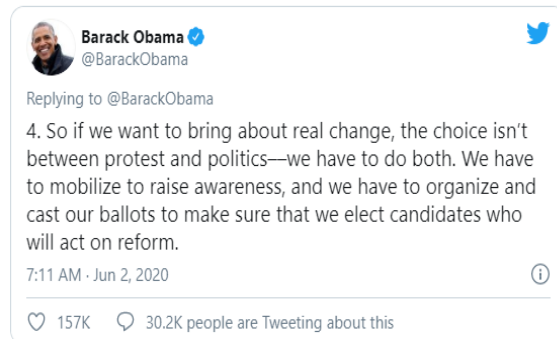 Barack Obama
@BarackObama
Replying to @BarackObama
4. So if we want to bring about real change, the choice isn't
between protest and politics—we have to do both. We have
to mobilize to raise awareness, and we have to organize and
cast our ballots to make sure that we elect candidates who
will act on reform.
7:11 AM · Jun 2, 2020
157K 30.2K people are Tweeting about this